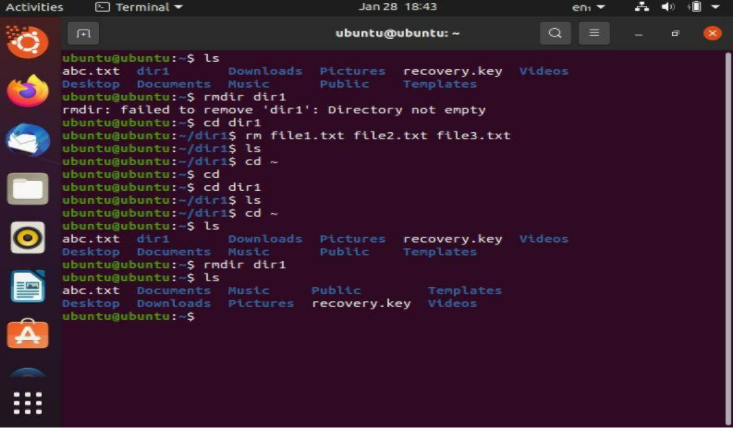 Activities Terminal Jan 28 18:43 en₁
ubuntu@ubuntu: ~
ubuntu@ubuntu:~$ ls
abc.txt dir1 Downloads Pictures recovery.key Videos
Desktop Documents Music Public Templates
ubuntu@ubuntu:~$ rmdir dir1
rmdir: failed to remove 'dir1': Directory not empty
ubuntu@ubuntu:~$ cd dir1
ubuntu@ubuntu:~/dir1$ rm file1.txt file2.txt file3.txt
ubuntu@ubuntu:~/dir1$ ls
ubuntu@ubuntu:~/dir1$ cd ~
ubuntu@ubuntu:~$ cd
ubuntu@ubuntu:~$ cd dir1
ubuntu@ubuntu:~/dir1$ ls
ubuntu@ubuntu:~/dir1$ cd ~
ubuntu@ubuntu:~$ ls
abc.txt dir1 Downloads Pictures recovery.key Videos
Desktop Documents Music Public Templates
ubuntu@ubuntu:~$ rmdir dir1
ubuntu@ubuntu:~$ ls
abc.txt Documents Music Public Templates
Desktop Downloads Pictures recovery.key Videos
ubuntu@ubuntu:~$